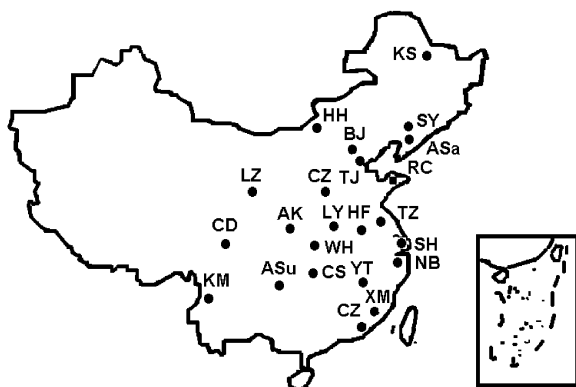 KS
HH
SY
BJ
ASa
TJ
RC
LZ
CZ
AK
LY
HF
TZ
CD
WH
SH
NB
KM
ASu
CS
YT
XM
CZ